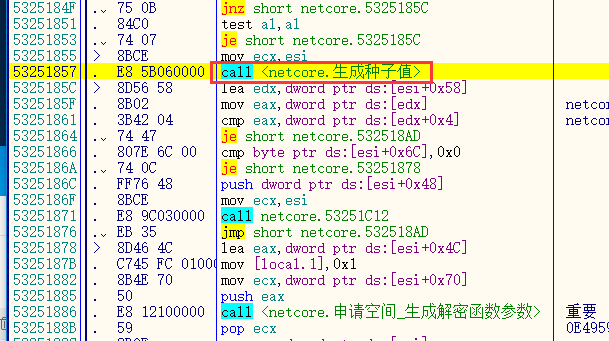 5325184F . 75 0B jnz short netcore.5325185C
53251851 . 84C0 test al,al
53251853 . 74 07 je short netcore.5325185C
53251855 . 8BCE mov ecx,esi
53251857 . E8 5B060000 call <netcore.生成种子值>
5325185C > 8D56 58 lea edx,dword ptr ds:[esi+0x58]
5325185F . 8B02 mov eax,dword ptr ds:[edx] netcor
53251861 . 3B42 04 cmp eax,dword ptr ds:[edx+0x4] netcor
53251864 . 74 47 je short netcore.532518AD
53251866 . 807E 6C 00 cmp byte ptr ds:[esi+0x6C],0x0
5325186A . 74 0C je short netcore.53251878
5325186C . FF76 48 push dword ptr ds:[esi+0x48]
5325186F . 8BCE mov ecx,esi
53251871 . E8 9C030000 call netcore.53251C12
53251876 . EB 35 jmp short netcore.532518AD
53251878 > 8D46 4C lea eax,dword ptr ds:[esi+0x4C]
5325187B . C745 FC 01000 mov [local.1],0x1
53251882 . 8B4E 70 mov ecx,dword ptr ds:[esi+0x70]
53251885 . 50 push eax
53251886 . E8 12100000 call <netcore.申请空间_生成解密函数参数> 重要
5325188B . 59 pop ecx 0E4959